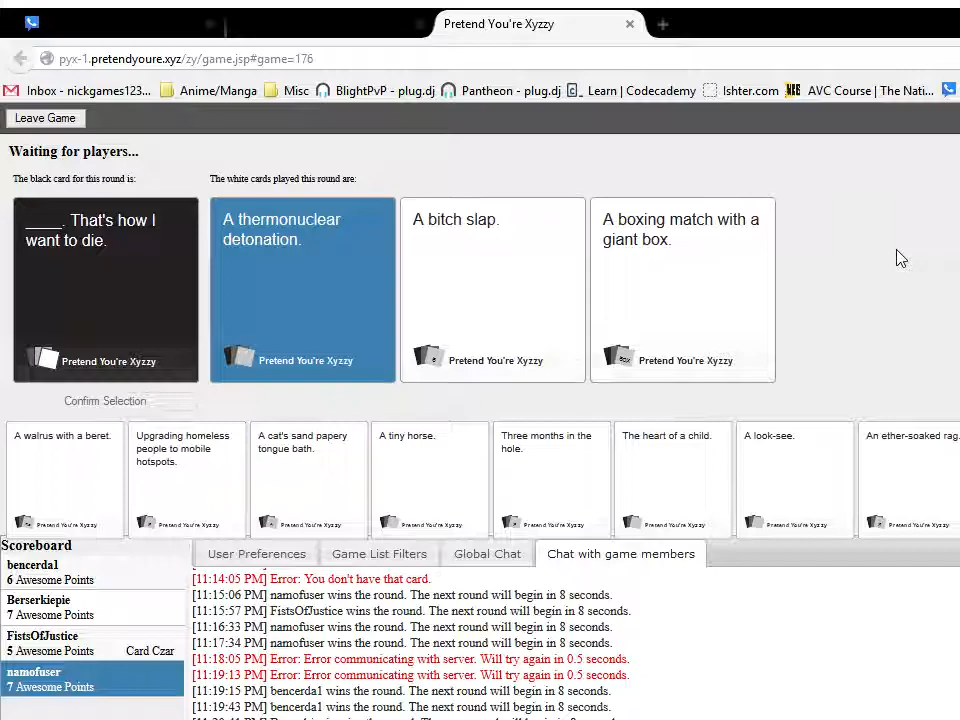 Pretend You're Xyzzy
pyx-1.pretendyoure.xyz/zy/game.jsp#game=176
Inbox - nickgames123... Anime/Manga Misc BlightPvP - plug.dj Pantheon - plug.dj Learn | Codecademy Ishter.com AVC Course | The Nati...
Leave Game
Waiting for players...
The black card for this round is: The white cards played this round are:
____. That's how I
want to die.
Pretend You're Xyzzy
A thermonuclear
detonation.
Pretend You're Xyzzy
A bitch slap.
Pretend You're Xyzzy
A boxing match with a
giant box.
Pretend You're Xyzzy
Confirm Selection
A walrus with a beret.
Pretend You're Xyzzy
Upgrading homeless
people to mobile
hotspots.
Pretend You're Xyzzy
A cat's sand papery
tongue bath.
Pretend You're Xyzzy
A tiny horse.
Pretend You're Xyzzy
Three months in the
hole.
Pretend You're Xyzzy
The heart of a child.
Pretend You're Xyzzy
A look-see.
Pretend You're Xyzzy
An ether-soaked rag.
Pretend You're Xyzzy
Scoreboard
bencerda1
6 Awesome Points
Berserkiepie
7 Awesome Points
FistsOfJustice
5 Awesome Points Card Czar
namofuser
7 Awesome Points
User Preferences Game List Filters Global Chat Chat with game members
[11:14:05 PM] Error: You don't have that card.
[11:15:06 PM] namofuser wins the round. The next round will begin in 8 seconds.
[11:15:57 PM] FistsOfJustice wins the round. The next round will begin in 8 seconds.
[11:16:33 PM] namofuser wins the round. The next round will begin in 8 seconds.
[11:17:34 PM] namofuser wins the round. The next round will begin in 8 seconds.
[11:18:05 PM] Error: Error communicating with server. Will try again in 0.5 seconds.
[11:19:13 PM] Error: Error communicating with server. Will try again in 0.5 seconds.
[11:19:15 PM] bencerda1 wins the round. The next round will begin in 8 seconds.
[11:19:43 PM] bencerda1 wins the round. The next round will begin in 8 seconds.